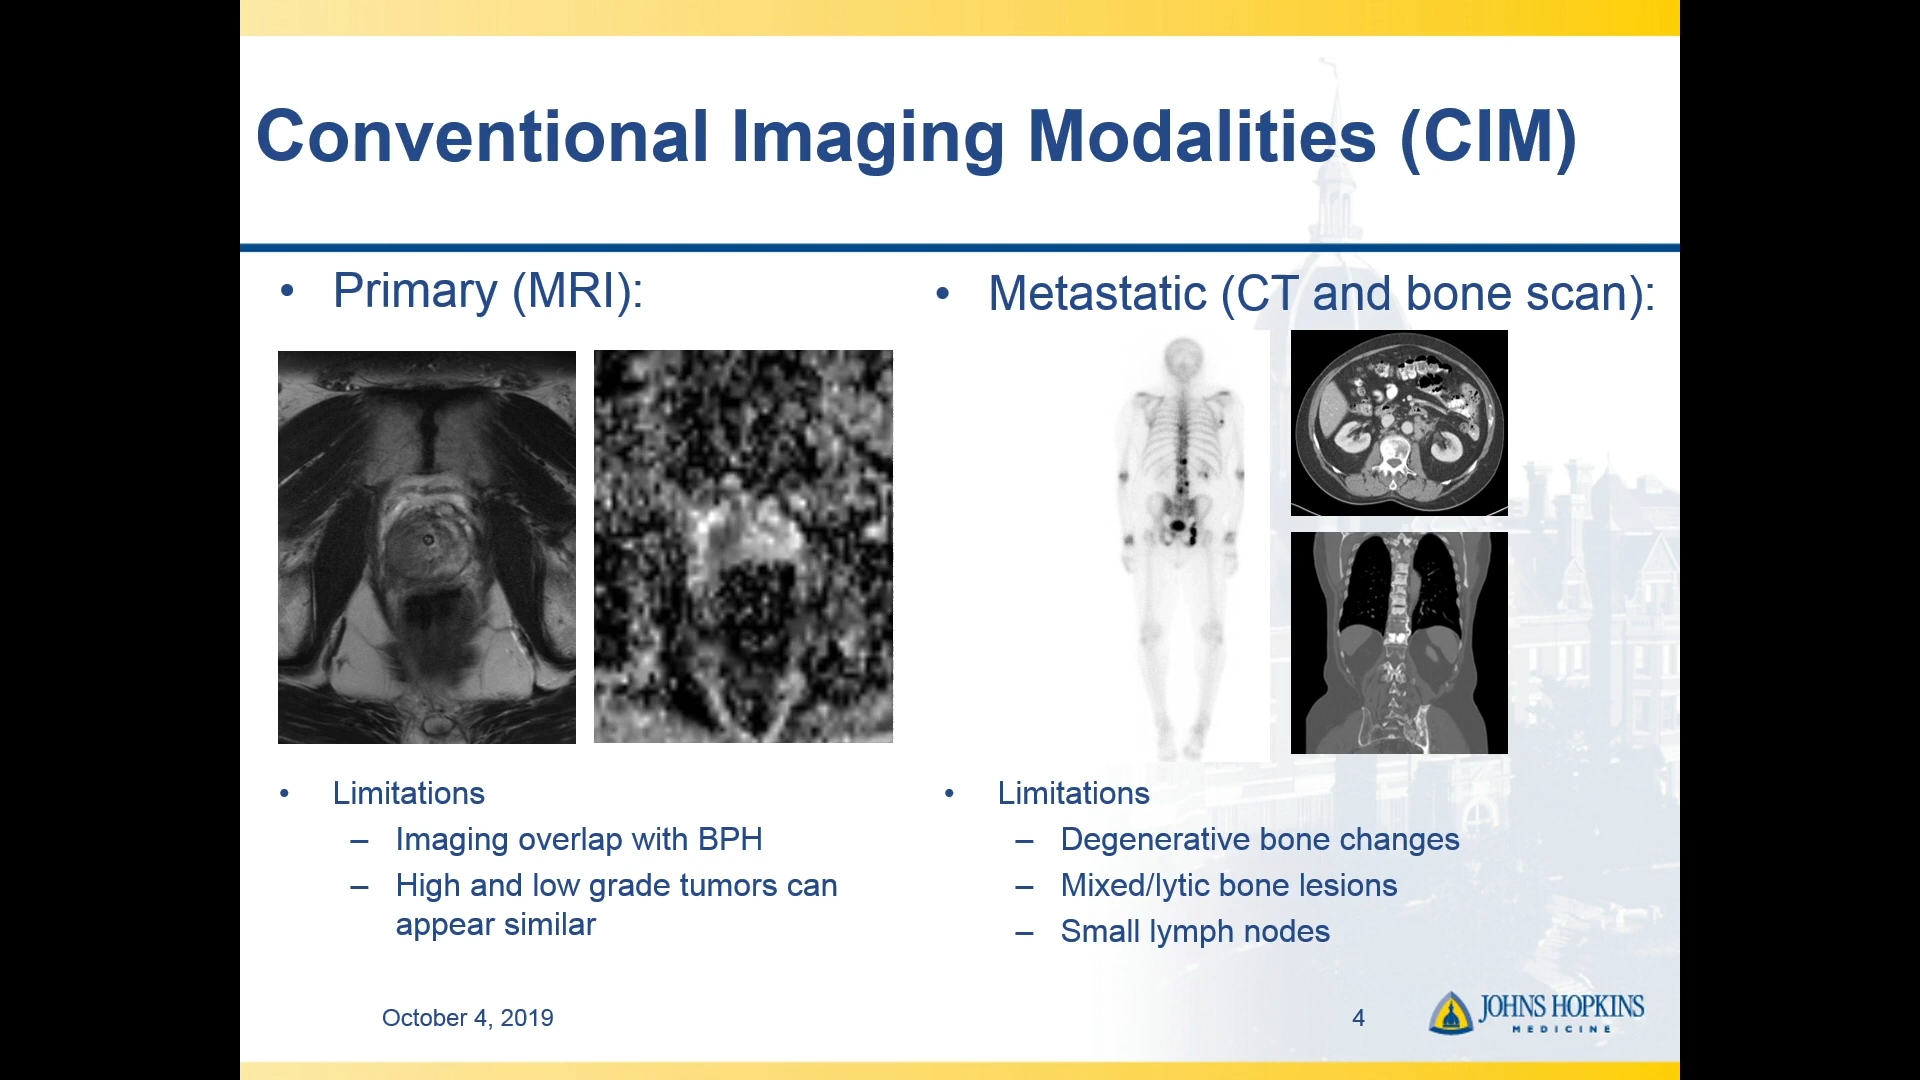 Conventional Imaging Modalities (CIM)
• Primary (MRI):
• Limitations
– Imaging overlap with BPH
– High and low grade tumors can
appear similar
• Metastatic (CT and bone scan):
• Limitations
– Degenerative bone changes
– Mixed/lytic bone lesions
– Small lymph nodes
October 4, 2019
4
JOHNS HOPKINS
MEDICINE